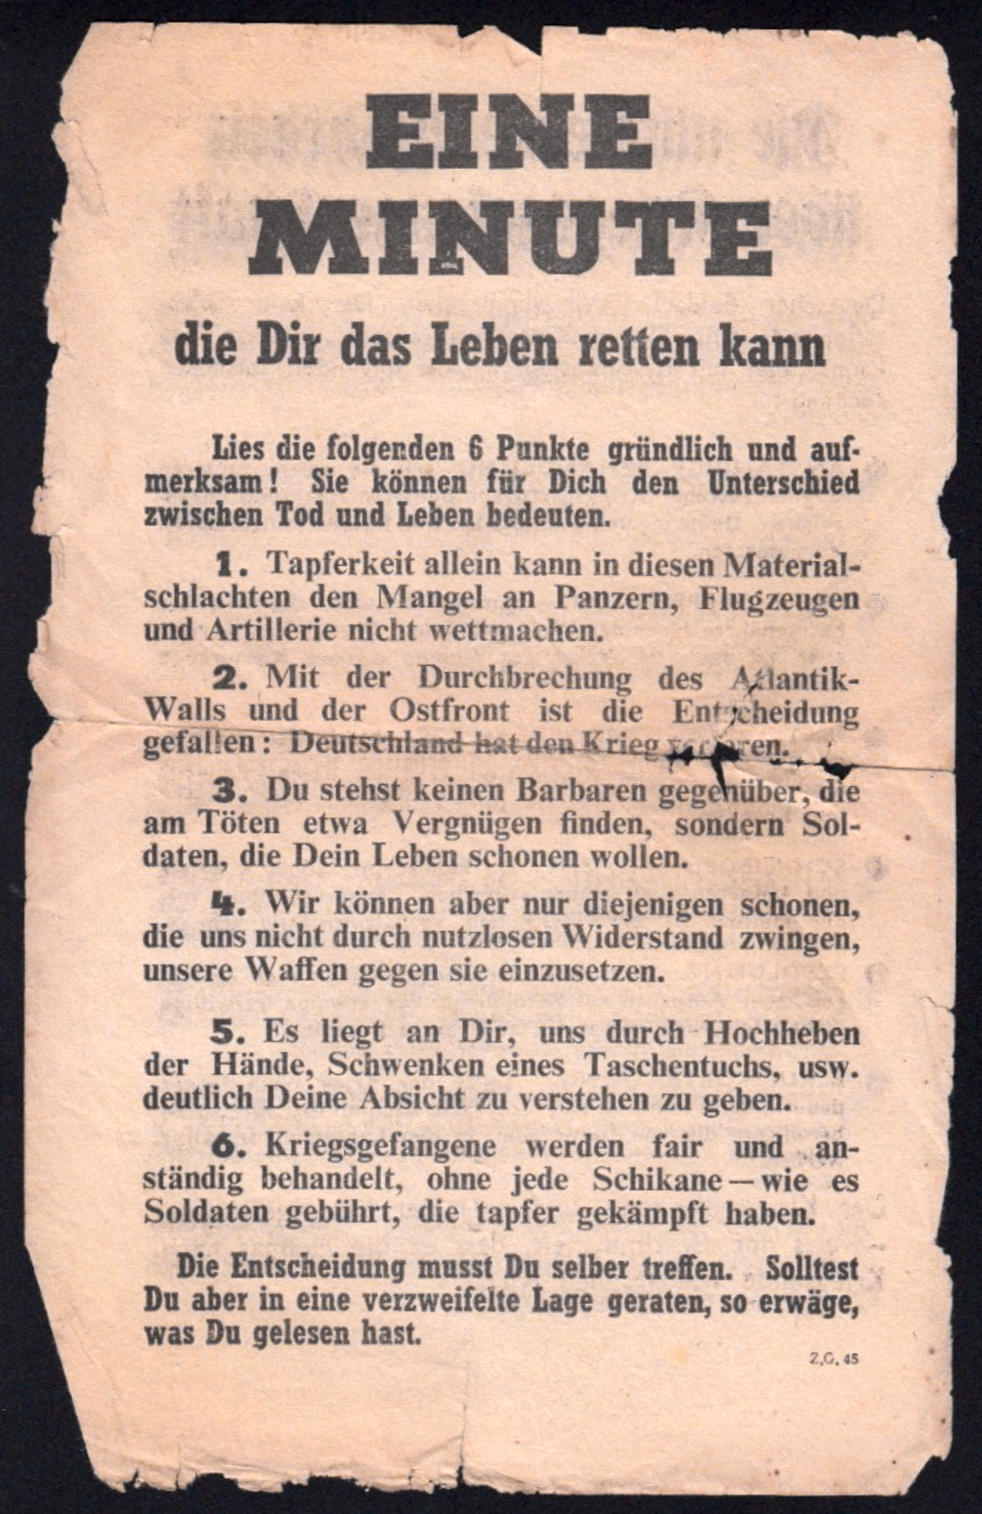 EINE
MINUTE
die Dir das Leben retten kann
Lies die folgenden 6 Punkte gründlich und auf-
merksam! Sie können für Dich den Unterschied
zwischen Tod und Leben bedeuten.
1. Tapferkeit allein kann in diesen Material-
schlachten den Mangel an Panzern, Flugzeugen
und Artillerie nicht wettmachen.
2. Mit der Durchbrechung des Atlantik-
Walls und der Ostfront ist die Entscheidung
gefallen: Deutschland hat den Krieg verloren.
3. Du stehst keinen Barbaren gegenüber, die
am Töten etwa Vergnügen finden, sondern Sol-
daten, die Dein Leben schonen wollen.
4. Wir können aber nur diejenigen schonen,
die uns nicht durch nutzlosen Widerstand zwingen,
unsere Waffen gegen sie einzusetzen.
5. Es liegt an Dir, uns durch Hochheben
der Hände, Schwenken eines Taschentuchs, usw.
deutlich Deine Absicht zu verstehen zu geben.
6. Kriegsgefangene werden fair und an-
ständig behandelt, ohne jede Schikane — wie es
Soldaten gebührt, die tapfer gekämpft haben.
Die Entscheidung musst Du selber treffen. Solltest
Du aber in eine verzweifelte Lage geraten, so erwäge,
was Du gelesen hast.
Z.G. 45